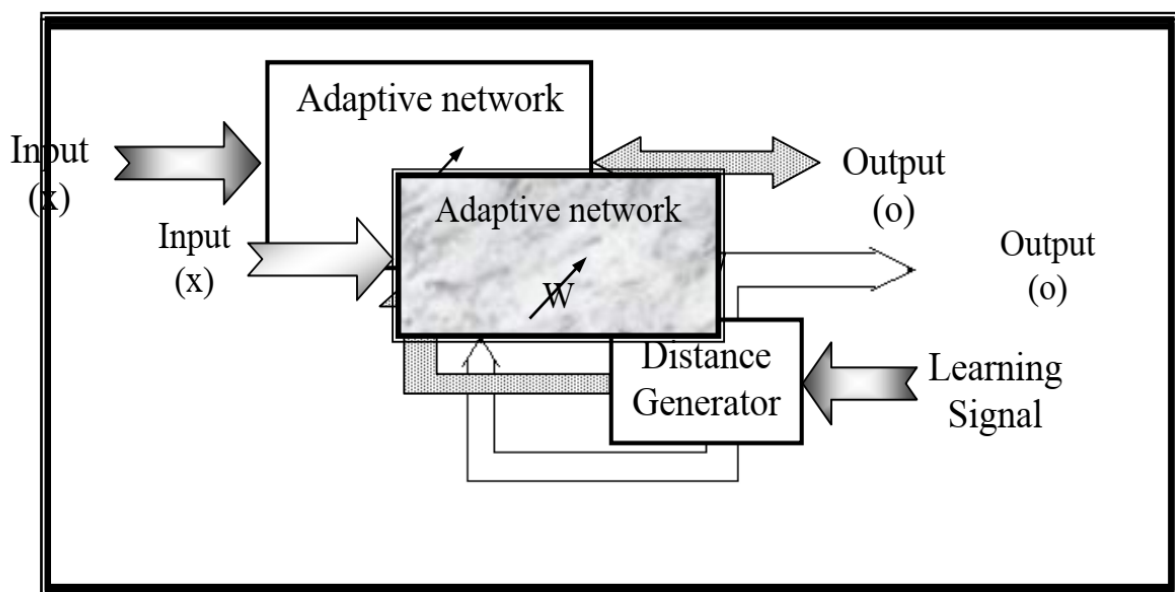 Adaptive network
Input
(x)
Output
(o)
Adaptive network
Input
(x)
Output
(o)
W
Distance
Generator
Learning
Signal